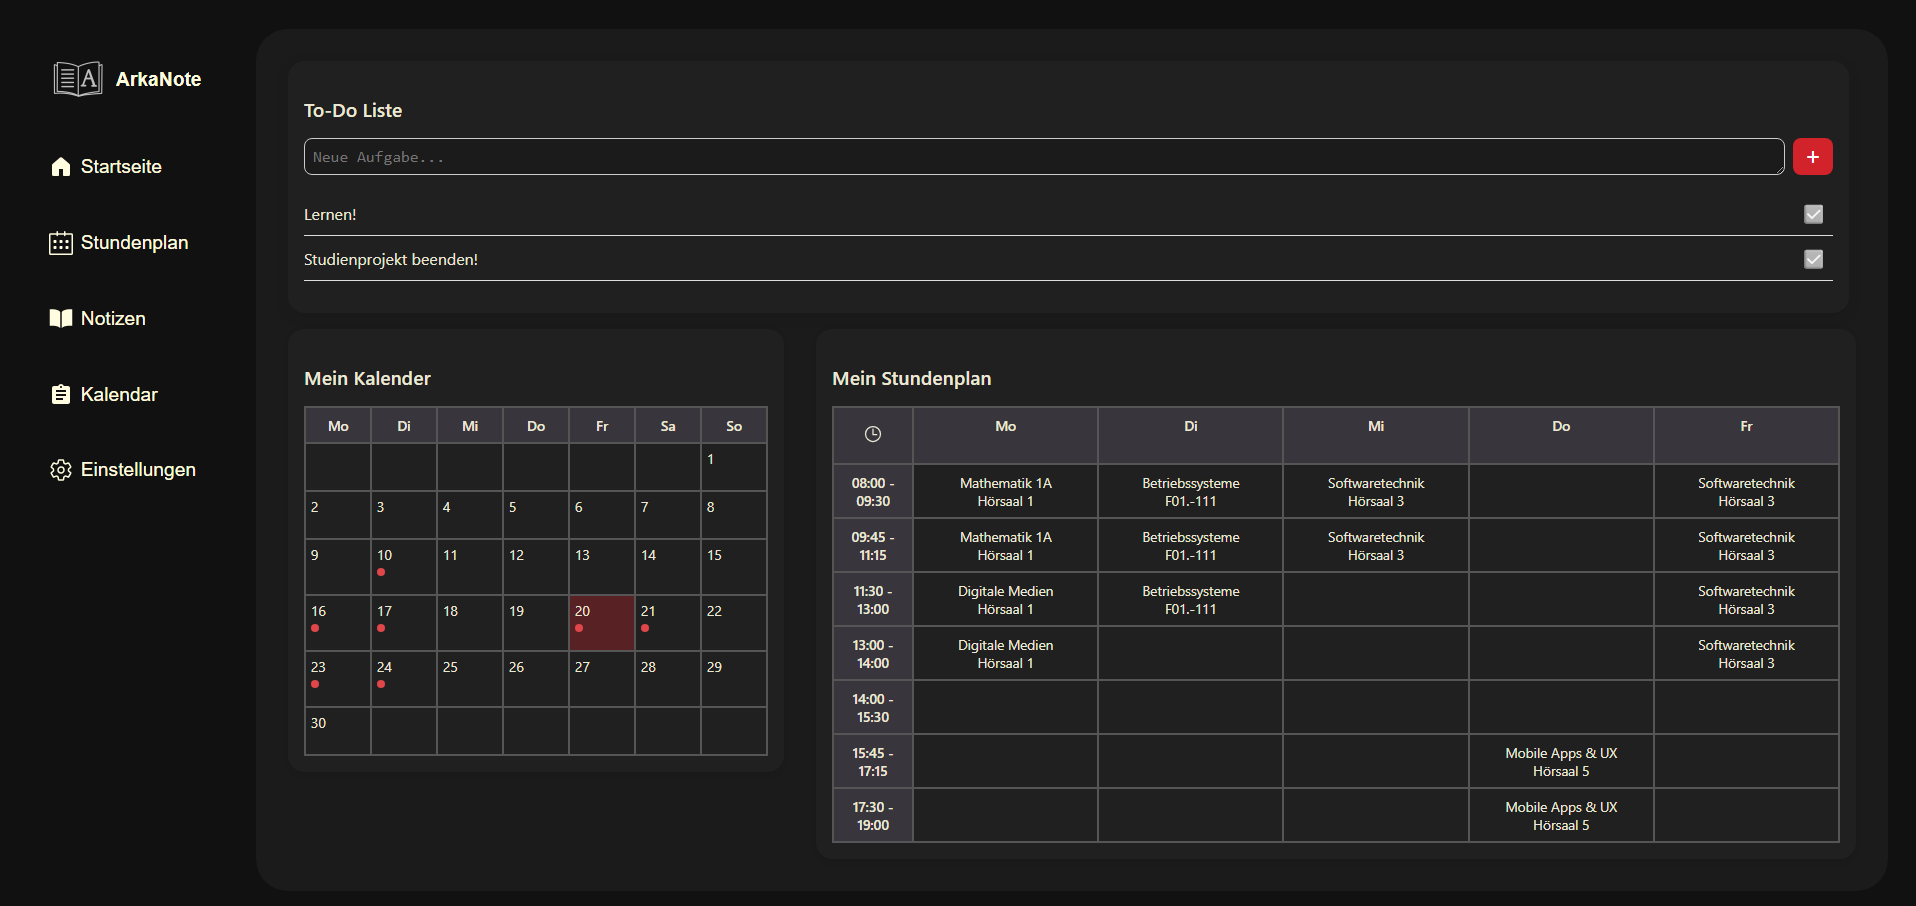 ArkaNote
Startseite
Stundenplan
Notizen
Kalendar
Einstellungen
To-Do Liste
Neue Aufgabe...
+
Lernen!
Studienprojekt beenden!
Mein Kalender
Mo Di Mi Do Fr Sa So
1
2 3 4 5 6 7 8
9 10 11 12 13 14 15
16 17 18 19 20 21 22
23 24 25 26 27 28 29
30
Mein Stundenplan
Mo Di Mi Do Fr
08:00 - Mathematik 1A Betriebssysteme Softwaretechnik Softwaretechnik
09:30 Hörsaal 1 F01.-111 Hörsaal 3 Hörsaal 3
09:45 - Mathematik 1A Betriebssysteme Softwaretechnik Softwaretechnik
11:15 Hörsaal 1 F01.-111 Hörsaal 3 Hörsaal 3
11:30 - Digitale Medien Betriebssysteme Softwaretechnik
13:00 Hörsaal 1 F01.-111 Hörsaal 3
13:00 - Digitale Medien Softwaretechnik
14:00 Hörsaal 1 Hörsaal 3
14:00 -
15:30
15:45 - Mobile Apps & UX
17:15 Hörsaal 5
17:30 - Mobile Apps & UX
19:00 Hörsaal 5